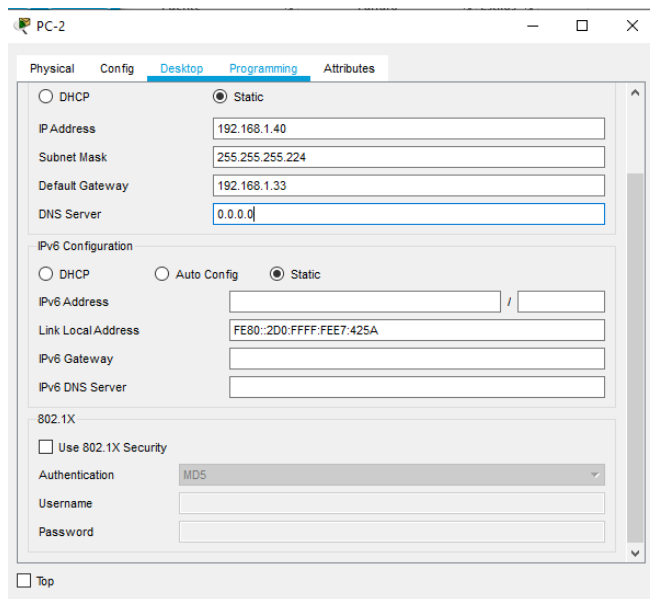 PC-2
Physical Config Desktop Programming Attributes
DHCP Static
IP Address 192.168.1.40
Subnet Mask 255.255.255.224
Default Gateway 192.168.1.33
DNS Server 0.0.0.0
IPv6 Configuration
DHCP Auto Config Static
IPv6 Address /
Link Local Address FE80::2D0:FFFF:FEE7:425A
IPv6 Gateway
IPv6 DNS Server
802.1X
Use 802.1X Security
Authentication MD5
Username
Password
Top